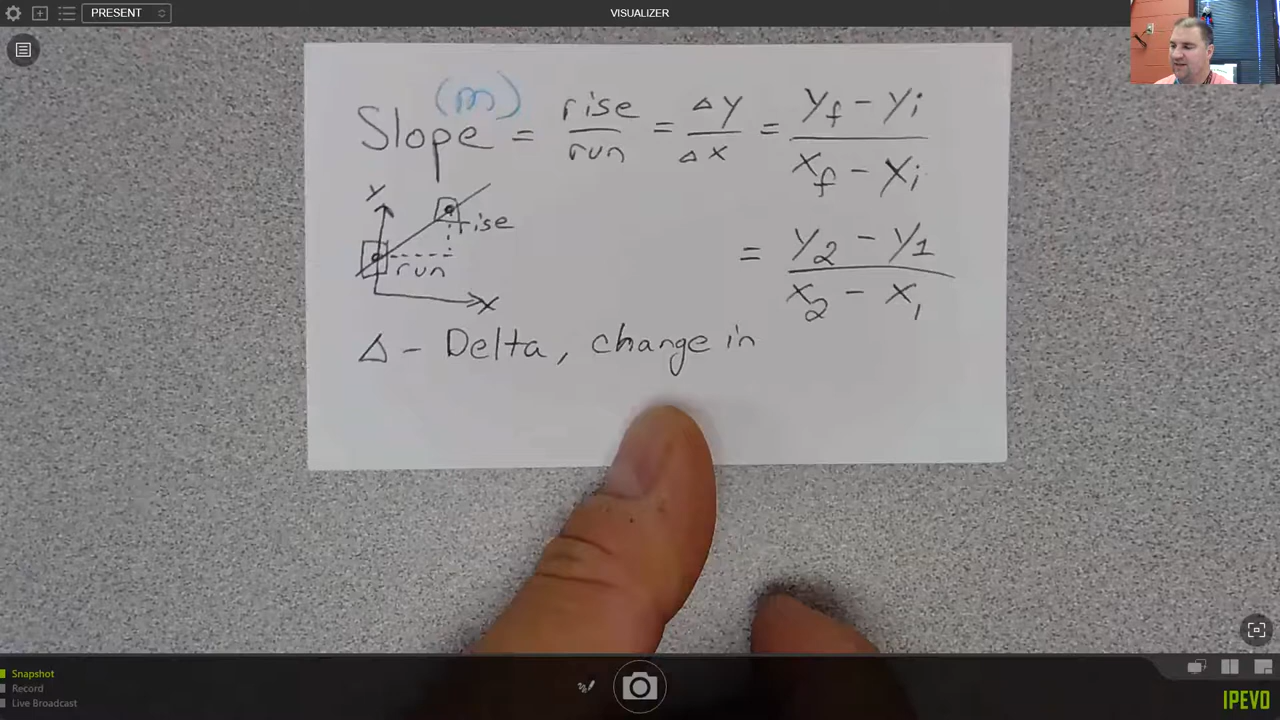 PRESENT
VISUALIZER
(m)
Slope = rise/run = Δy/Δx = yf - yi / xf - xi
= y2 - y1 / x2 - x1
y
rise
run
x
Δ - Delta, change in
Snapshot
Record
Live Broadcast
IPEVO